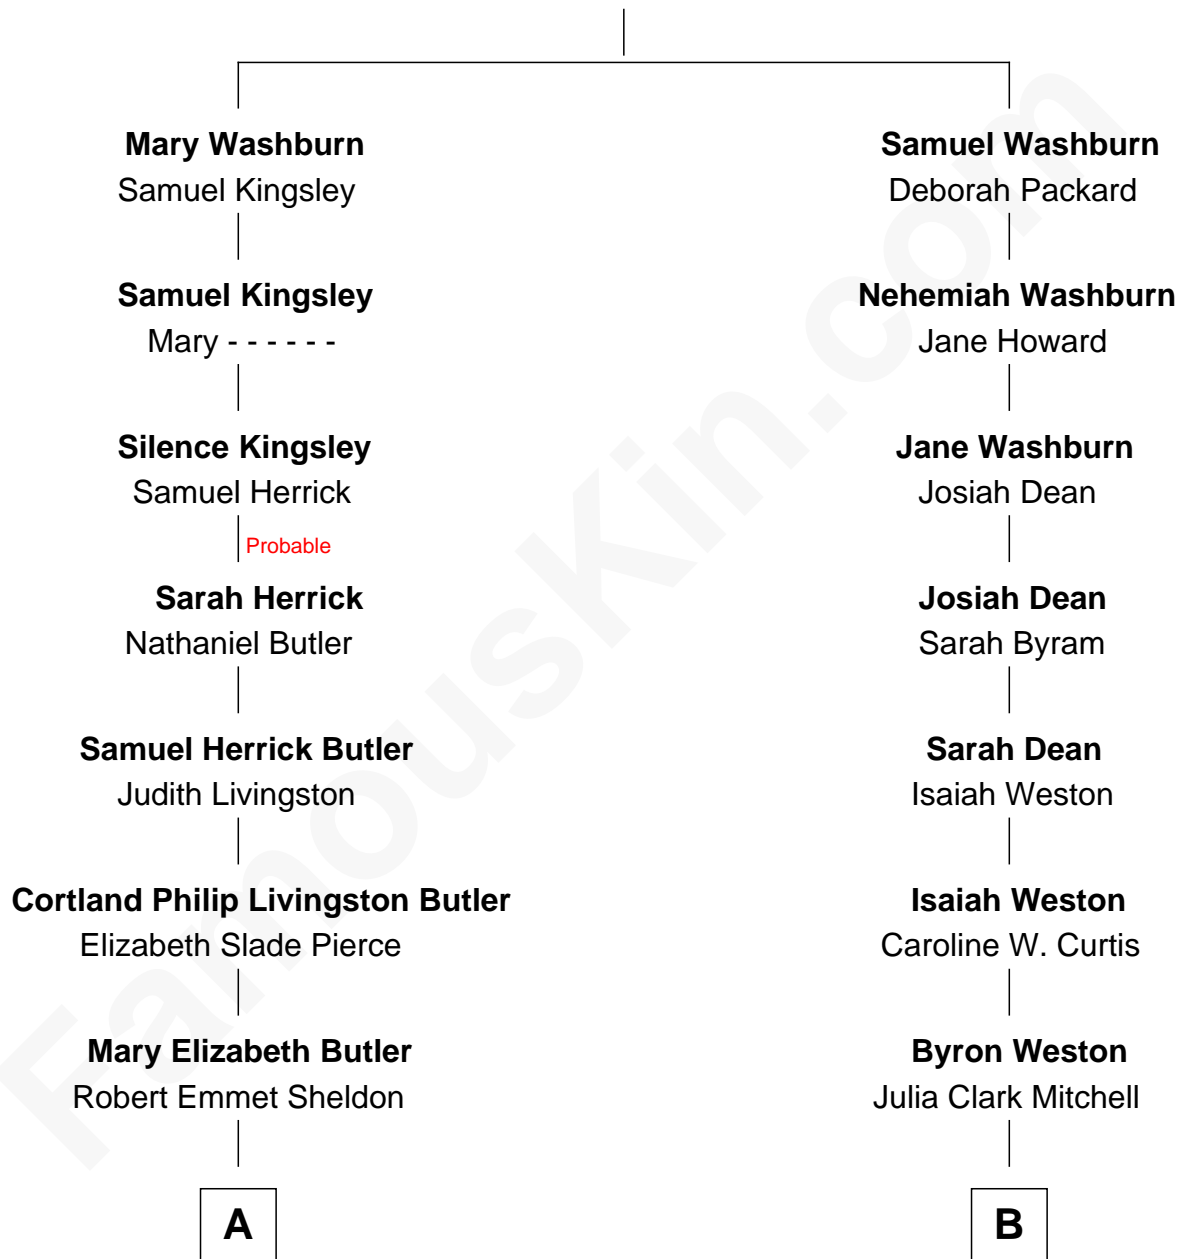 Mary Washburn
Samuel Kingsley
Samuel Kingsley
Mary - - - - - -
Silence Kingsley
Samuel Herrick
Probable
Sarah Herrick
Nathaniel Butler
Samuel Herrick Butler
Judith Livingston
Cortland Philip Livingston Butler
Elizabeth Slade Pierce
Mary Elizabeth Butler
Robert Emmet Sheldon
A
Samuel Washburn
Deborah Packard
Nehemiah Washburn
Jane Howard
Jane Washburn
Josiah Dean
Josiah Dean
Sarah Byram
Sarah Dean
Isaiah Weston
Isaiah Weston
Caroline W. Curtis
Byron Weston
Julia Clark Mitchell
B
FamousKin.com